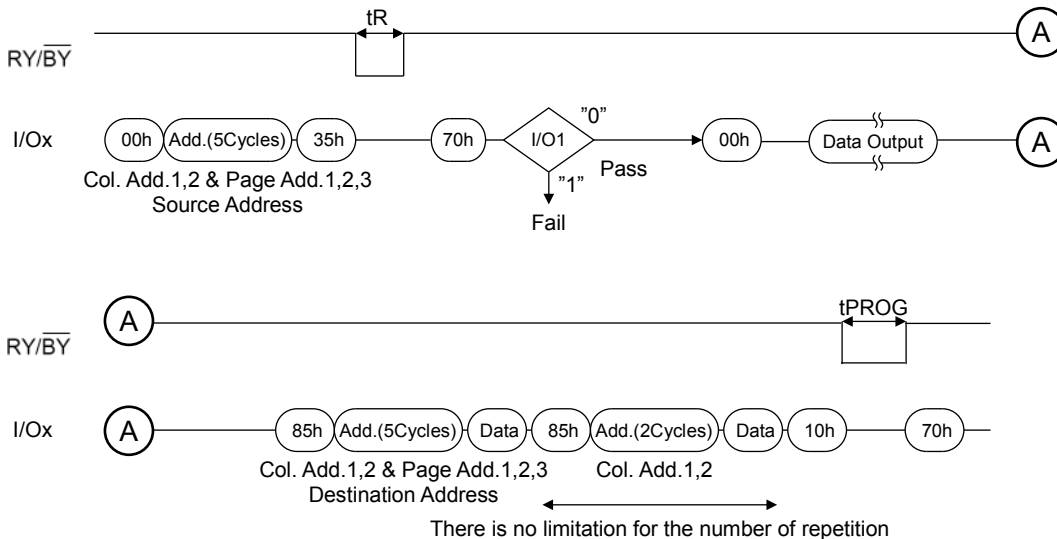 tR
A
RY/BY
I/Ox 00h Add.(5Cycles) 35h 70h I/O1 "0" Pass 00h Data Output A
"1"
Fail
Col. Add.1,2 & Page Add.1,2,3
Source Address
A
tPROG
RY/BY
I/Ox A 85h Add.(5Cycles) Data 85h Add.(2Cycles) Data 10h 70h
Col. Add.1,2 & Page Add.1,2,3 Col. Add.1,2
Destination Address
There is no limitation for the number of repetition